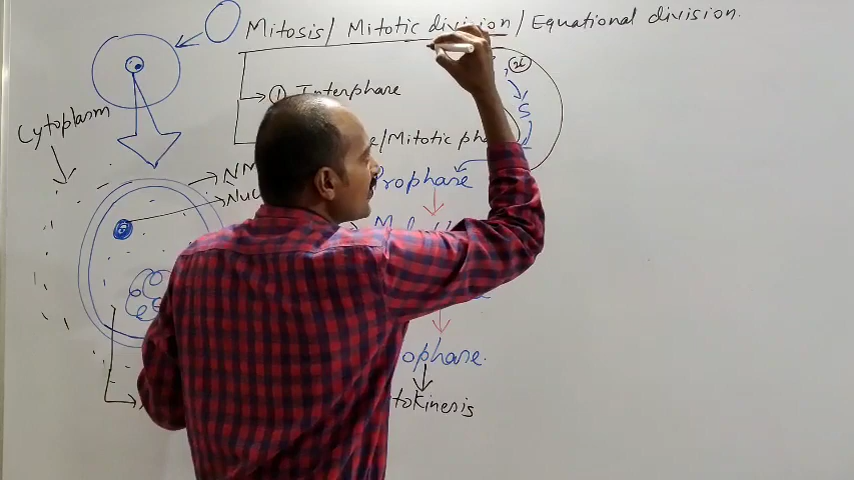 Mitosis/ Mitotic division/ Equational division.
① Interphase
/Mitotic ph
Cytoplasm
NM
Nuc
Prophase
S
ophase.
tokinesis